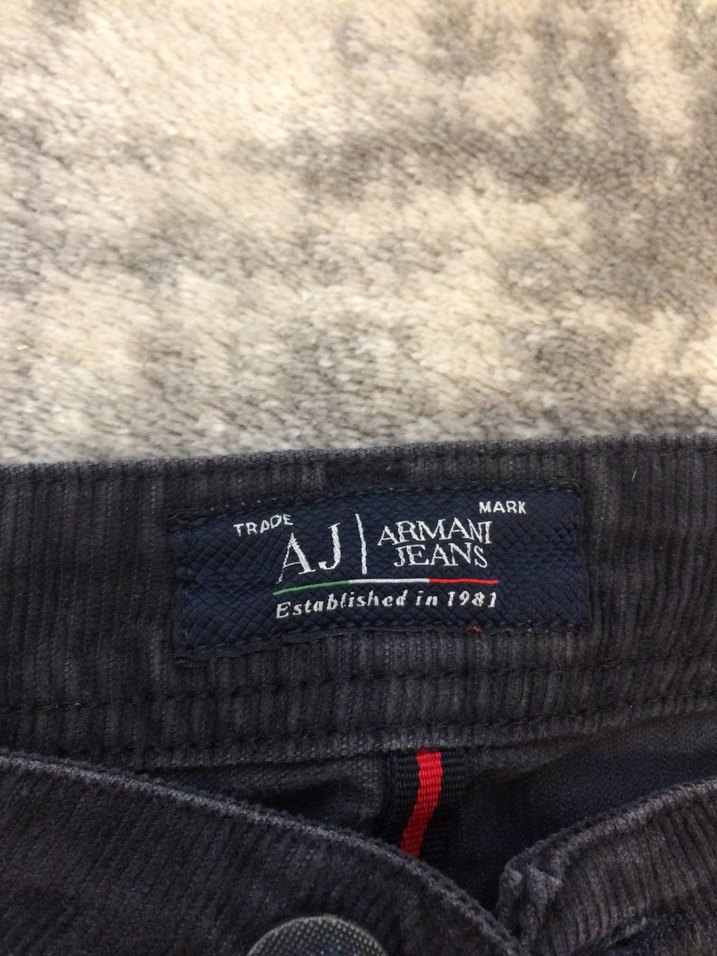 TRADE MARK
AJ | ARMANI
JEANS
Established in 1981